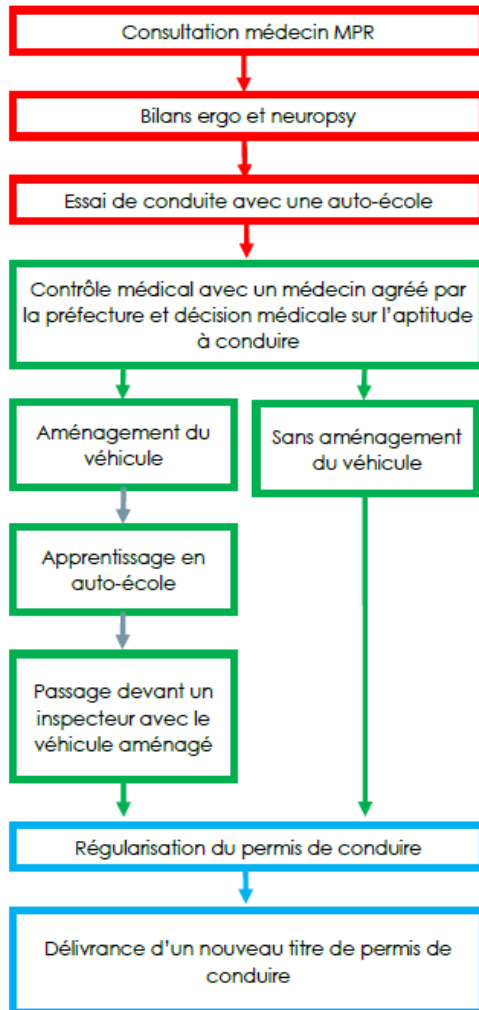 Consultation médecin MPR
Bilans ergo et neuropsy
Essai de conduite avec une auto-école
Contrôle médical avec un médecin agréé par
la préfecture et décision médicale sur l'aptitude
à conduire
Aménagement du
véhicule
Sans aménagement
du véhicule
Apprentissage en
auto-école
Passage devant un
inspecteur avec le
véhicule aménagé
Régularisation du permis de conduire
Délivrance d'un nouveau titre de permis de
conduire